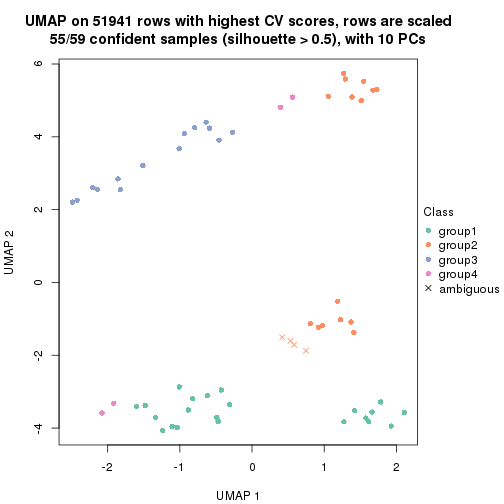 UMAP on 51941 rows with highest CV scores, rows are scaled
55/59 confident samples (silhouette > 0.5), with 10 PCs
6
4
2
0
-2
-4
UMAP 2
-2
-1
0
1
2
UMAP 1
Class
group1
group2
group3
group4
ambiguous